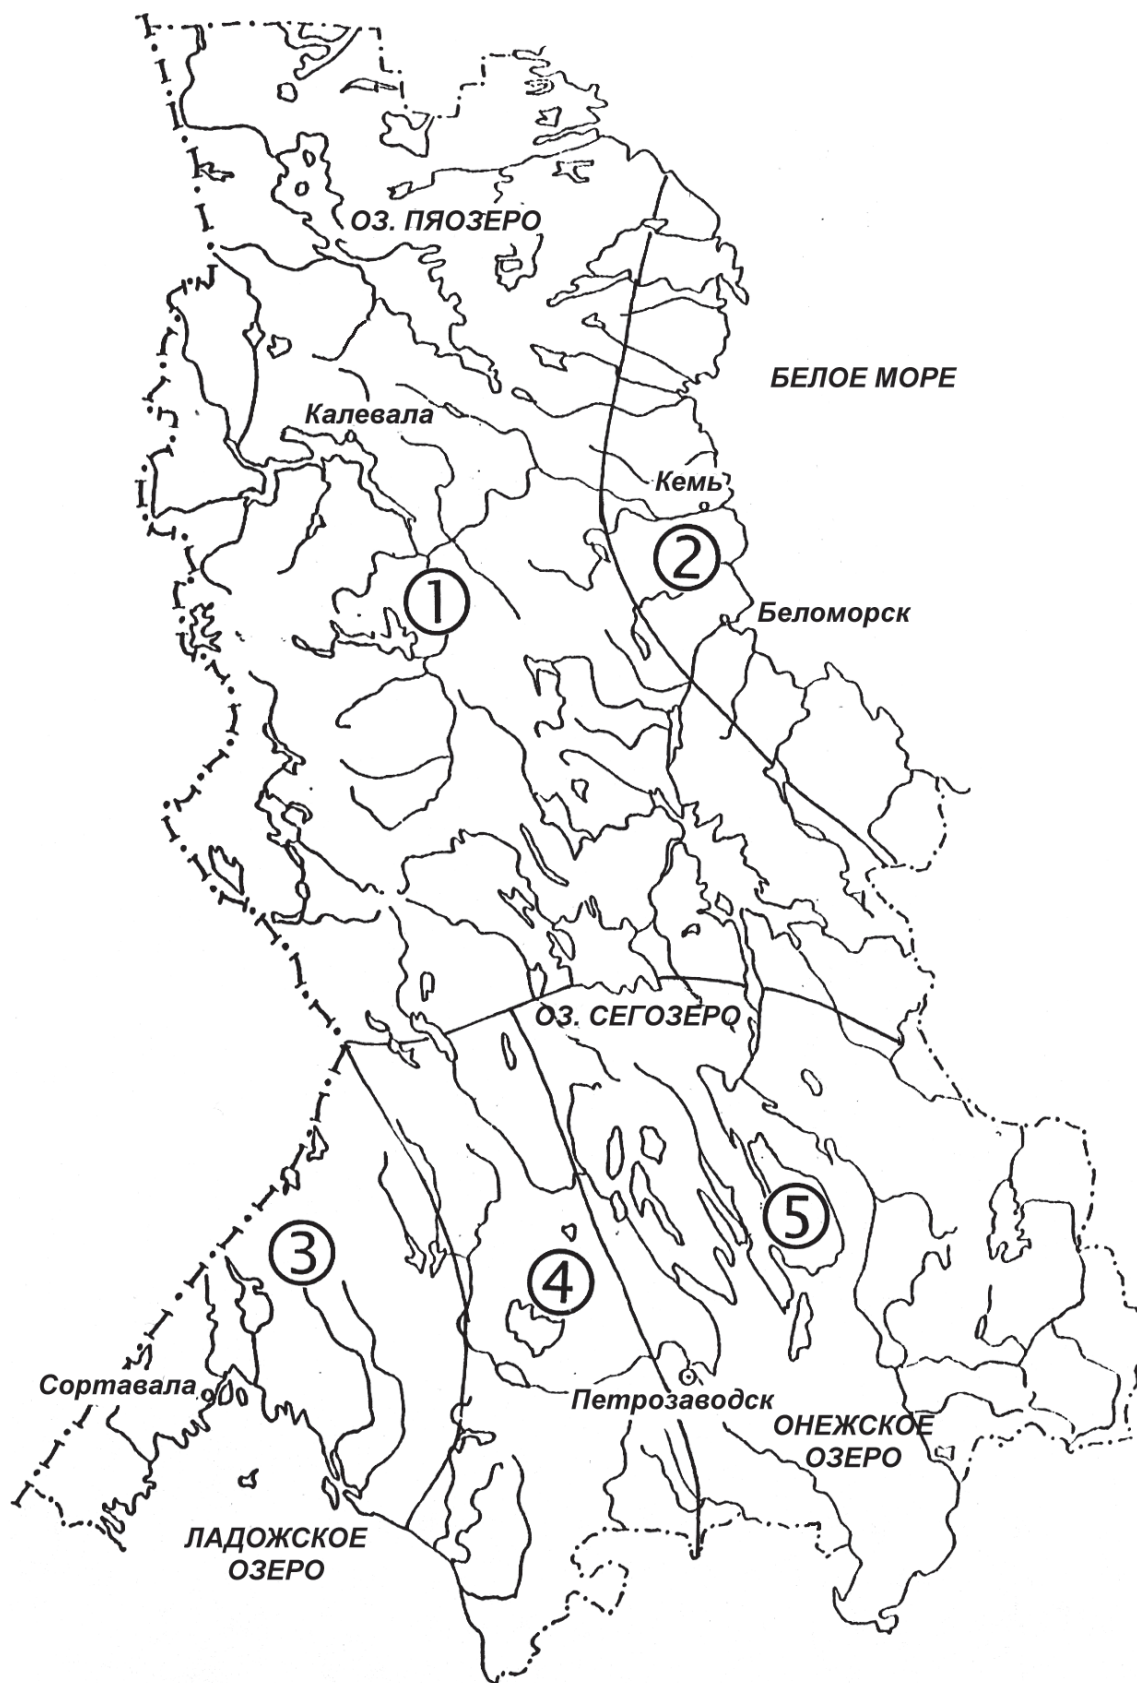 ОЗ. ПЯОЗЕРО
БЕЛОЕ МОРЕ
Калевала
Кемь
2
1
Беломорск
ОЗ. СЕГОЗЕРО
5
3
4
Сортавала
Петрозаводск
ОНЕЖСКОЕ
ОЗЕРО
ЛАДОЖСКОЕ
ОЗЕРО